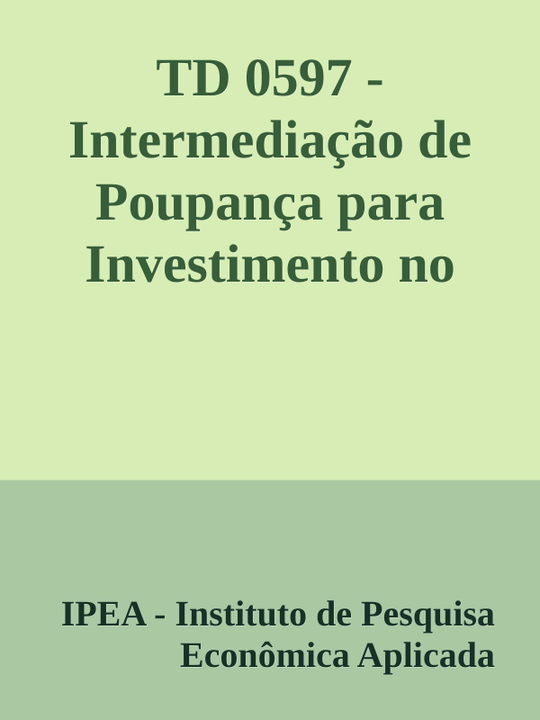 TD 0597 -
Intermediação de
Poupança para
Investimento no
IPEA - Instituto de Pesquisa
Econômica Aplicada